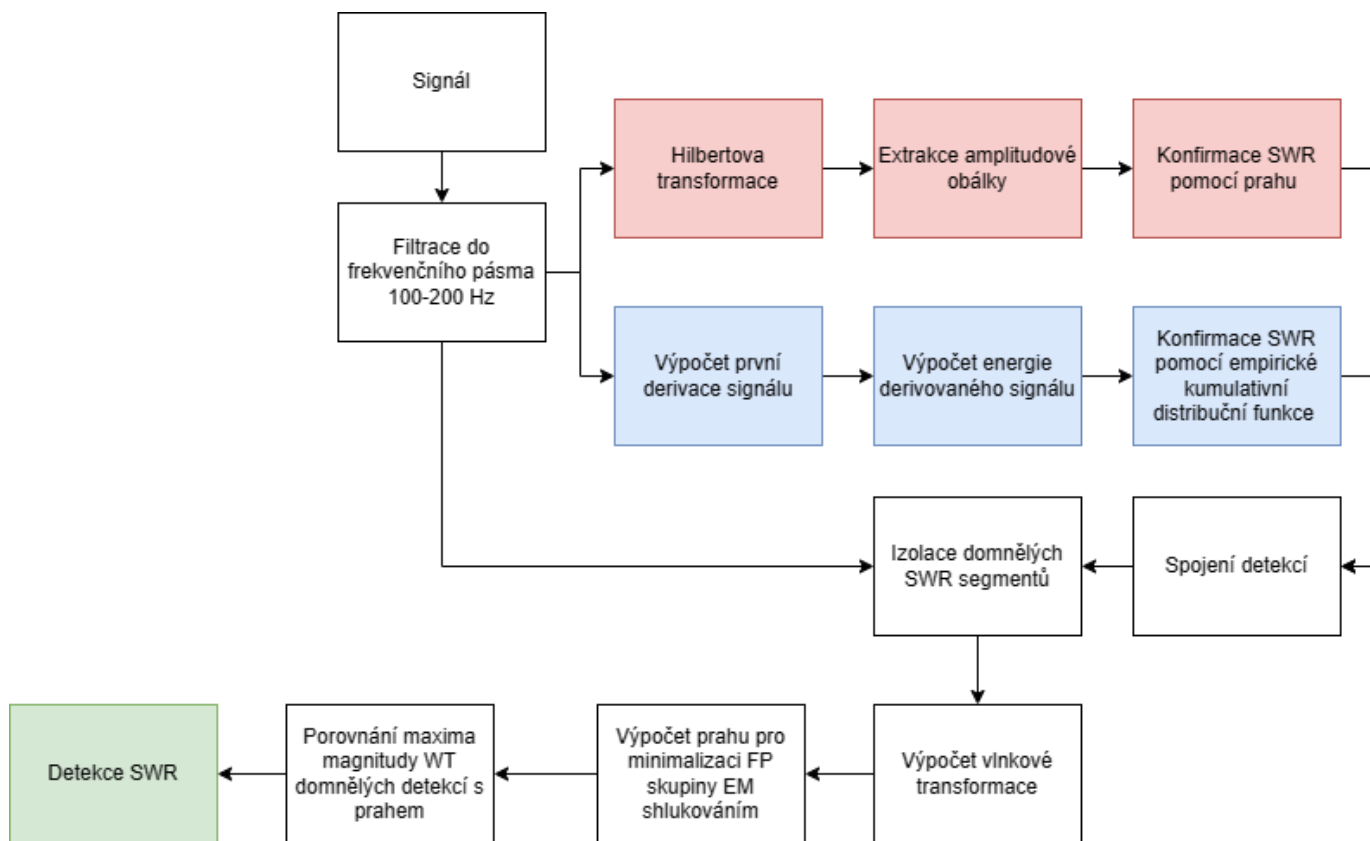 Signál
Filtrace do
frekvenčního pásma
100-200 Hz
Hilbertova
transformace
Extrakce amplitudové
obálky
Konfirmace SWR
pomocí prahu
Výpočet první
derivace signálu
Výpočet energie
derivovaného signálu
Konfirmace SWR
pomocí empirické
kumulativní
distribuční funkce
Spojení detekcí
Izolace domnělých
SWR segmentů
Výpočet vlnkové
transformace
Výpočet prahu pro
minimalizaci FP
skupiny EM
shlukováním
Porovnání maxima
magnitudy WT
domnělých detekcí s
prahem
Detekce SWR